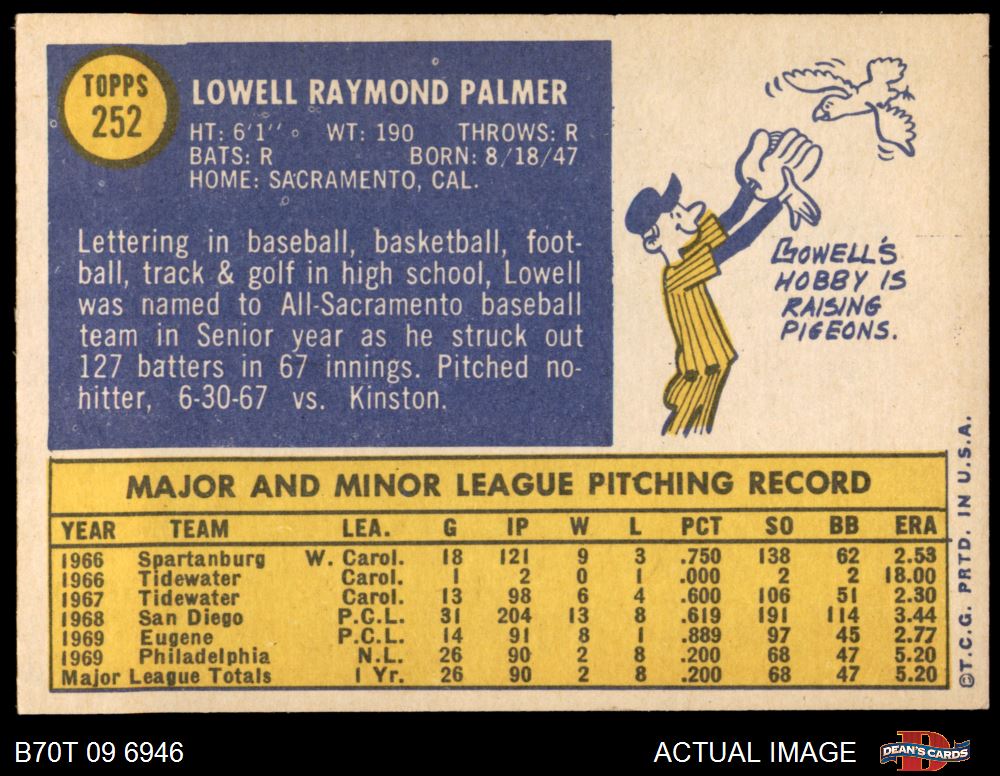 TOPPS
252
LOWELL RAYMOND PALMER
HT: 6'1" WT: 190 THROWS: R
BATS: R BORN: 8/18/47
HOME: SACRAMENTO, CAL.
Lettering in baseball, basketball, foot-
ball, track & golf in high school, Lowell
was named to All-Sacramento baseball
team in Senior year as he struck out
127 batters in 67 innings. Pitched no-
hitter, 6-30-67 vs. Kinston.
LOWELL'S
HOBBY IS
RAISING
PIGEONS.
MAJOR AND MINOR LEAGUE PITCHING RECORD
YEAR TEAM LEA. G IP W L PCT SO BB ERA
1966 Spartanburg W. Carol. 18 121 9 3 .750 138 62 2.53
1966 Tidewater Carol. 1 2 0 1 .000 2 2 18.00
1967 Tidewater Carol. 13 98 6 4 .600 106 51 2.30
1968 San Diego P.C.L. 31 204 13 8 .619 191 114 3.44
1969 Eugene P.C.L. 14 91 8 1 .889 97 45 2.77
1969 Philadelphia N.L. 26 90 2 8 .200 68 47 5.20
Major League Totals 1 Yr. 26 90 2 8 .200 68 47 5.20
©T.C.G. PRTD. IN U.S.A.
B70T 09 6946
ACTUAL IMAGE
DEAN'S CARDS